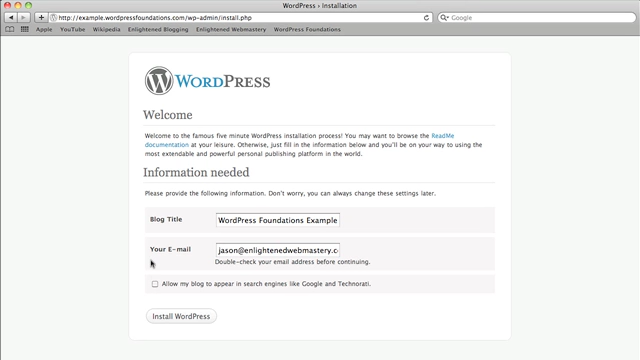 WordPress › Installation
http://example.wordpressfoundations.com/wp-admin/install.php
Google
Apple YouTube Wikipedia Enlightened Blogging Enlightened Webmastery WordPress Foundations
WORDPRESS
Welcome
Welcome to the famous five minute WordPress installation process! You may want to browse the ReadMe
documentation at your leisure. Otherwise, just fill in the information below and you'll be on your way to using the
most extendable and powerful personal publishing platform in the world.
Information needed
Please provide the following information. Don't worry, you can always change these settings later.
Blog Title WordPress Foundations Example
Your E-mail jason@enlightenedwebmastery.c
Double-check your email address before continuing.
Allow my blog to appear in search engines like Google and Technorati.
Install WordPress